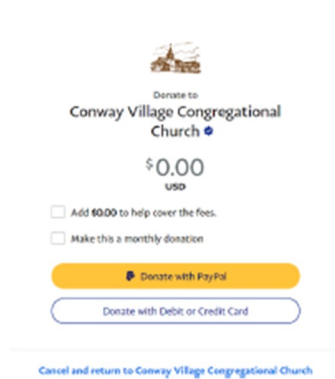 Donate to
Conway Village Congregational
Church
$0.00
USD
Add $0.00 to help cover the fees.
Make this a monthly donation
Donate with PayPal
Donate with Debit or Credit Card
Cancel and return to Conway Village Congregational Church